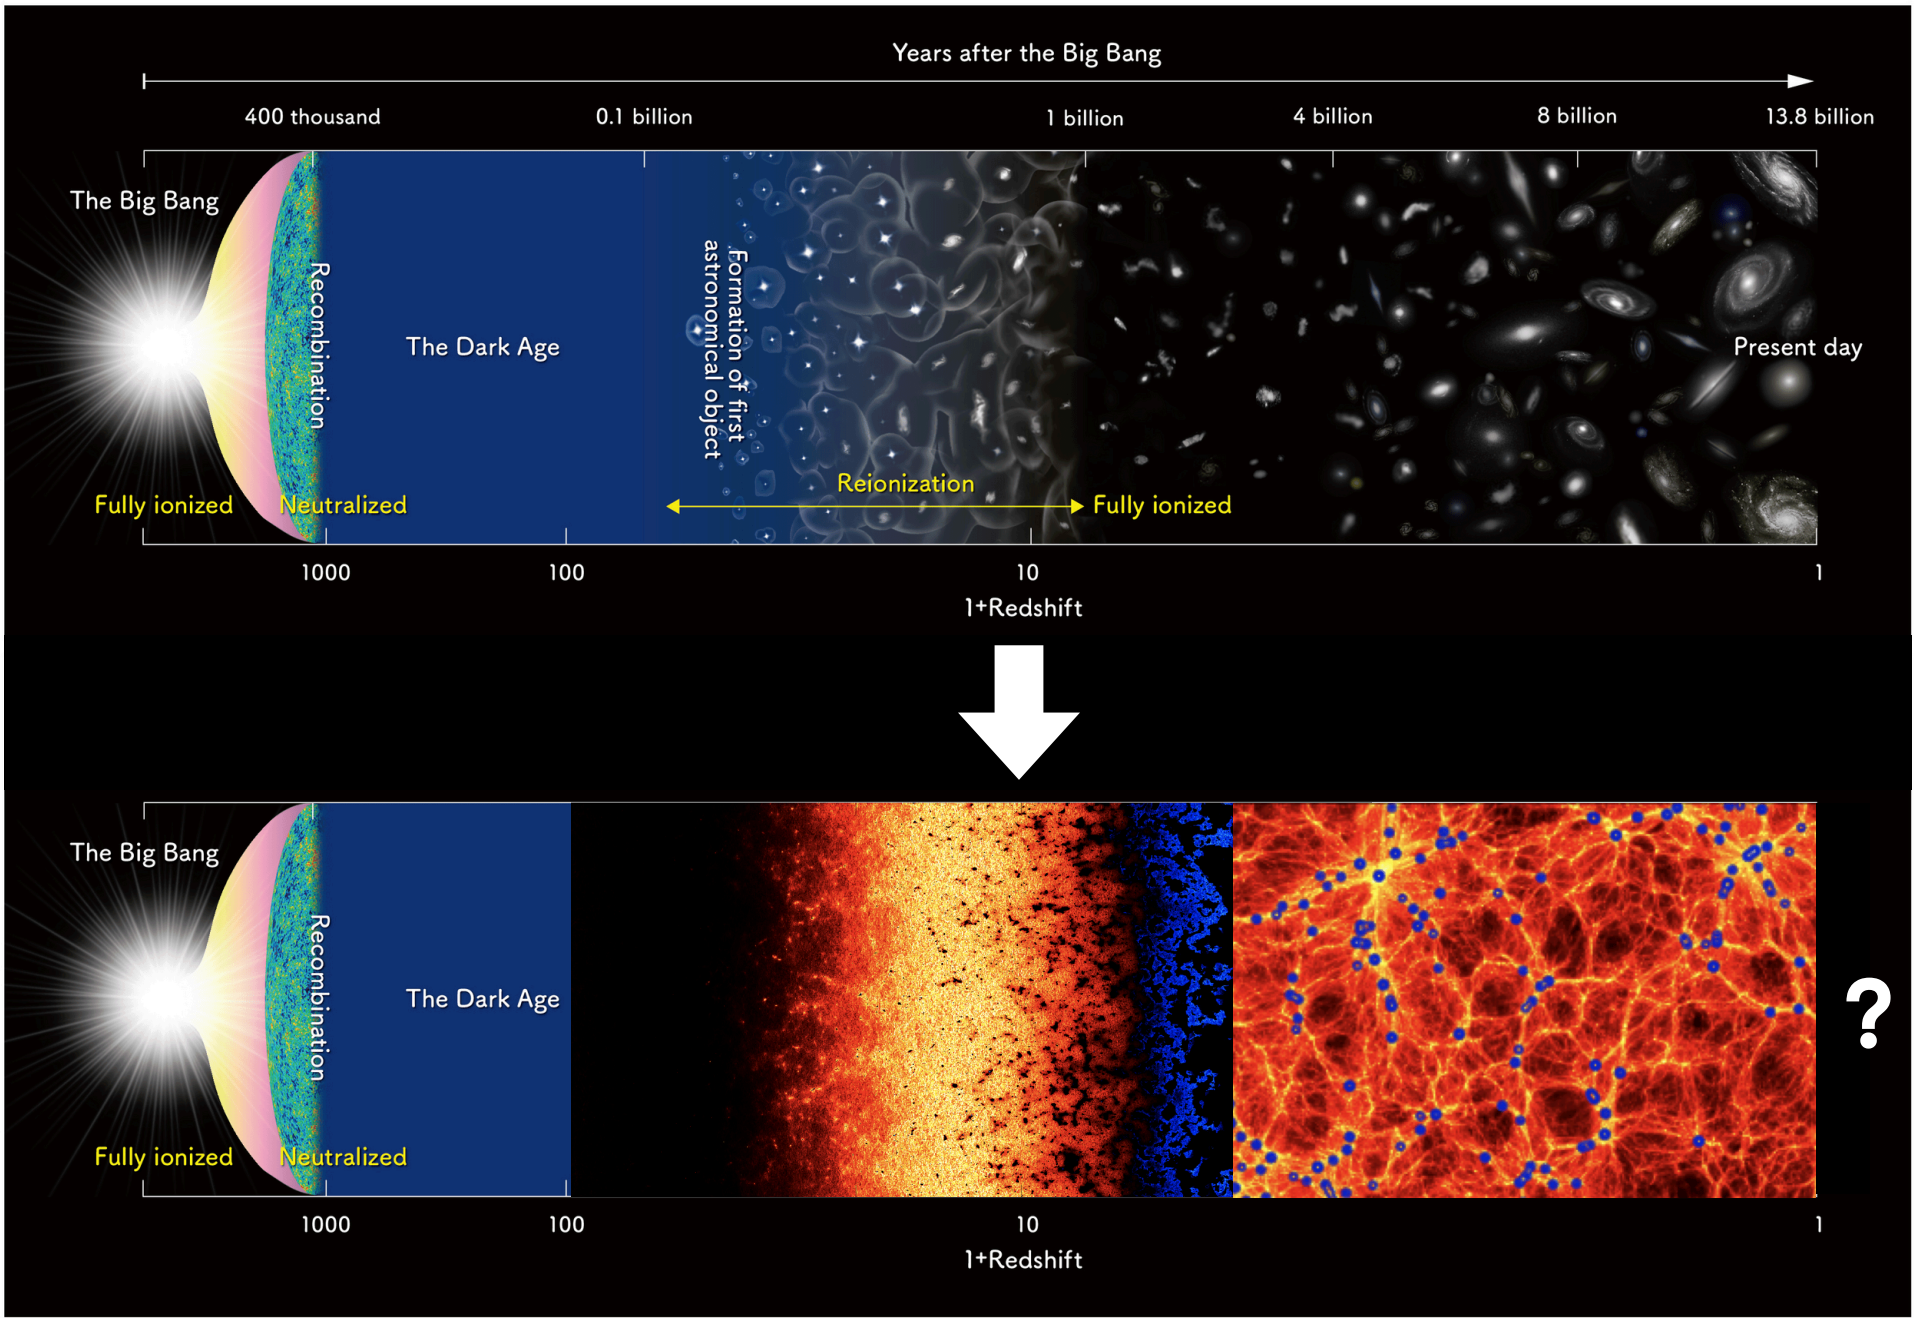 Years after the Big Bang
400 thousand 0.1 billion 1 billion 4 billion 8 billion 13.8 billion
The Big Bang
Recombination
The Dark Age
Formation of first
astronomical object
Present day
Reionization
Fully ionized Neutralized Fully ionized
1000 100 10 1
1+Redshift
The Big Bang
Recombination
The Dark Age
?
Fully ionized Neutralized
1000 100 10 1
1+Redshift